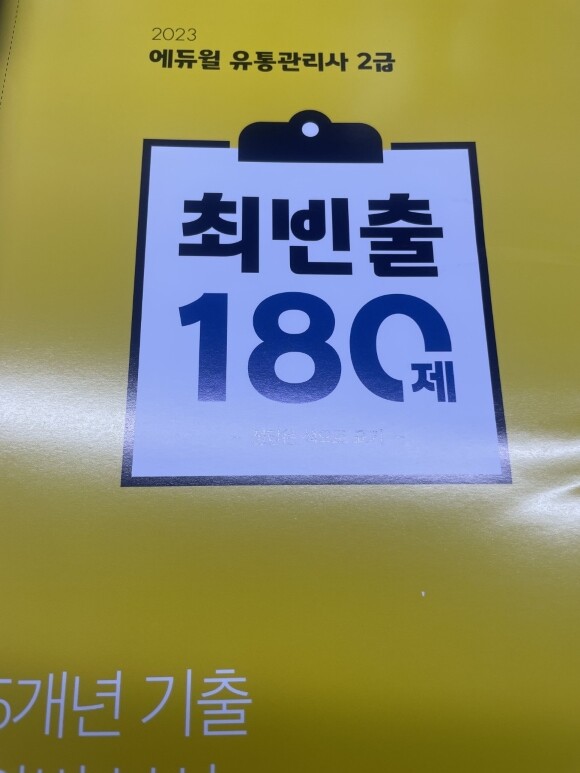 2023
에듀윌 유통관리사 2급
최빈출
180제
5개년 기출